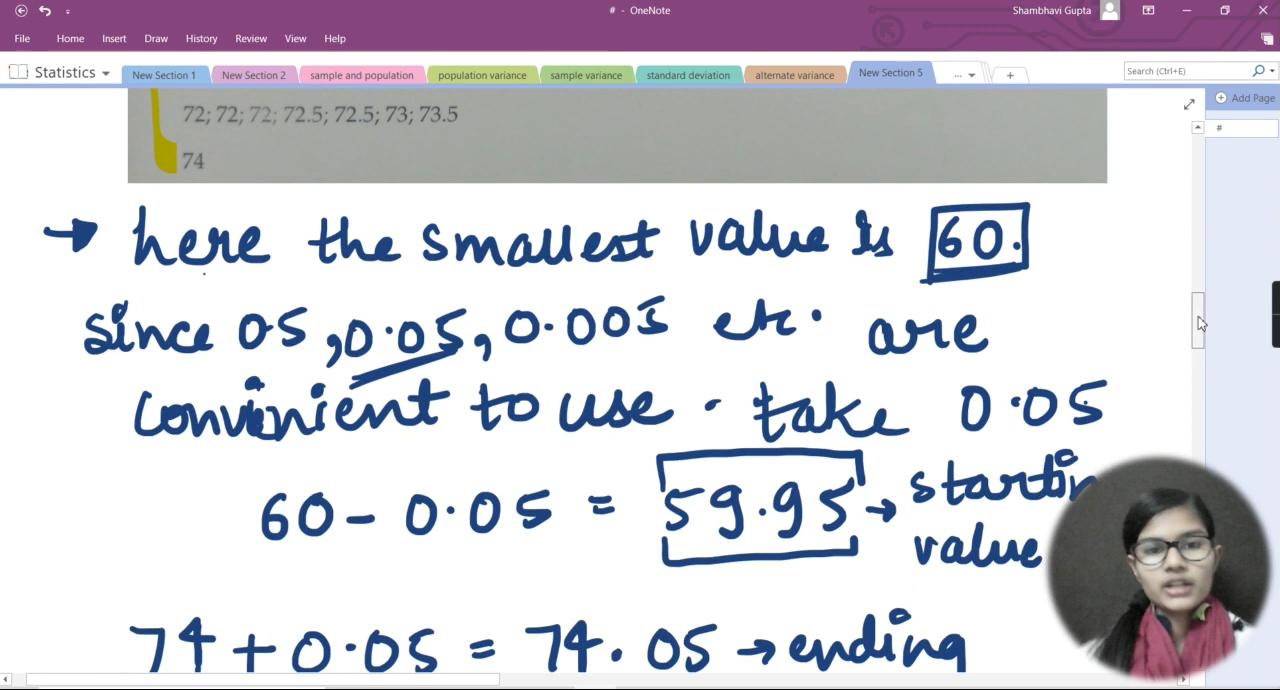 # - OneNote
Shambhavi Gupta
File Home Insert Draw History Review View Help
Statistics
New Section 1
New Section 2
sample and population
population variance
sample variance
standard deviation
alternate variance
New Section 5
...
+
Search (Ctrl+E)
Add Page
#
72; 72; 72; 72.5; 72.5; 73; 73.5
74
→ here the smallest value is 60.
since 05, 0.05, 0.005 etc. are
convinient to use. take 0.05
60 - 0.05 = 59.95 → startin
value
74 + 0.05 = 74.05 → ending